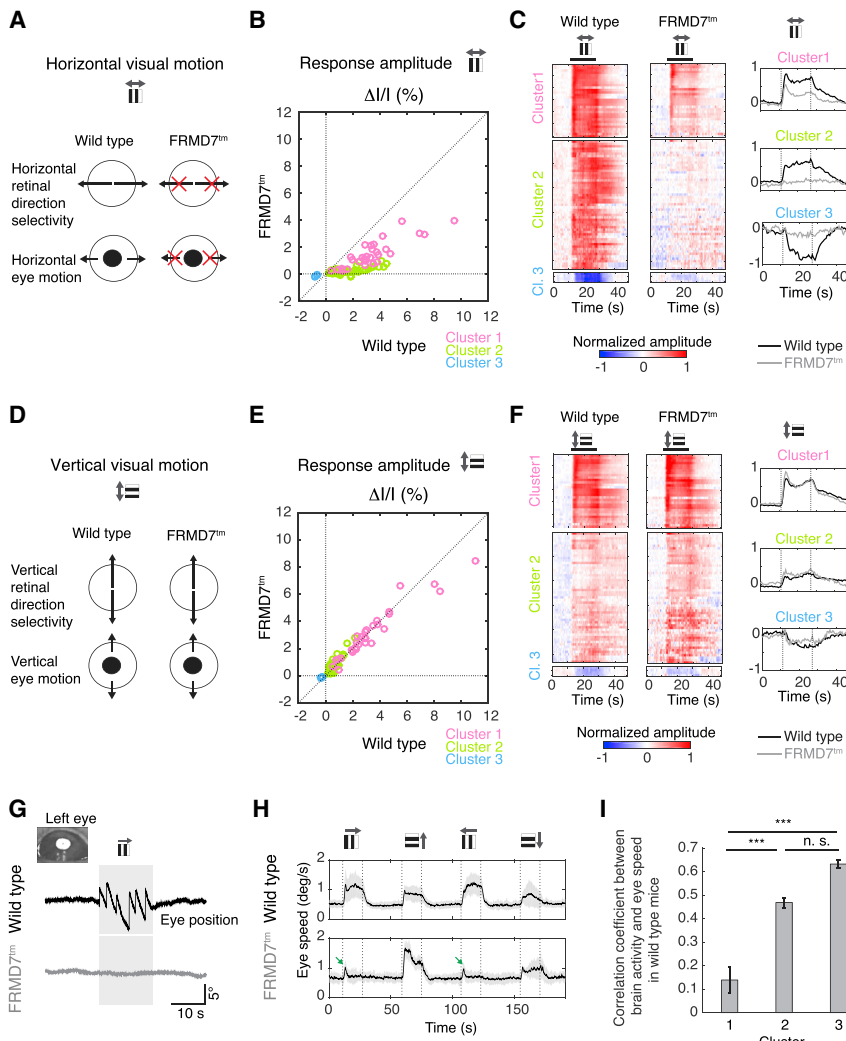 A
Horizontal visual motion
Wild type
FRMD7tm
Horizontal
retinal
direction
selectivity
Horizontal
eye motion
B
Response amplitude
ΔI/I (%)
12
10
8
6
4
2
0
-2
FRMD7tm
-2 0 2 4 6 8 10 12
Wild type
Cluster 1
Cluster 2
Cluster 3
C
Wild type
FRMD7tm
Cluster1
Cluster 2
Cl. 3
0 20 40
Time (s)
0 20 40
Time (s)
Normalized amplitude
-1 0 1
Cluster1
1
0
Cluster 2
1
0
Cluster 3
0
-1
0 20 40
Time (s)
Wild type
FRMD7tm
D
Vertical visual motion
Wild type
FRMD7tm
Vertical
retinal
direction
selectivity
Vertical
eye motion
E
Response amplitude
ΔI/I (%)
12
10
8
6
4
2
0
-2
FRMD7tm
-2 0 2 4 6 8 10 12
Wild type
Cluster 1
Cluster 2
Cluster 3
F
Wild type
FRMD7tm
Cluster1
Cluster 2
Cl. 3
0 20 40
Time (s)
0 20 40
Time (s)
Normalized amplitude
-1 0 1
Cluster1
1
0
Cluster 2
1
0
Cluster 3
0
-1
0 20 40
Time (s)
Wild type
FRMD7tm
G
Left eye
Wild type
Eye position
FRMD7tm
5°
10 s
H
Wild type
FRMD7tm
Eye speed (deg/s)
2
1
0
2
1
0
0 50 100 150
Time (s)
I
Correlation coefficient between
brain activity and eye speed
in wild type mice
***
***
n. s.
0.7
0.6
0.5
0.4
0.3
0.2
0.1
1 2 3
Cluster